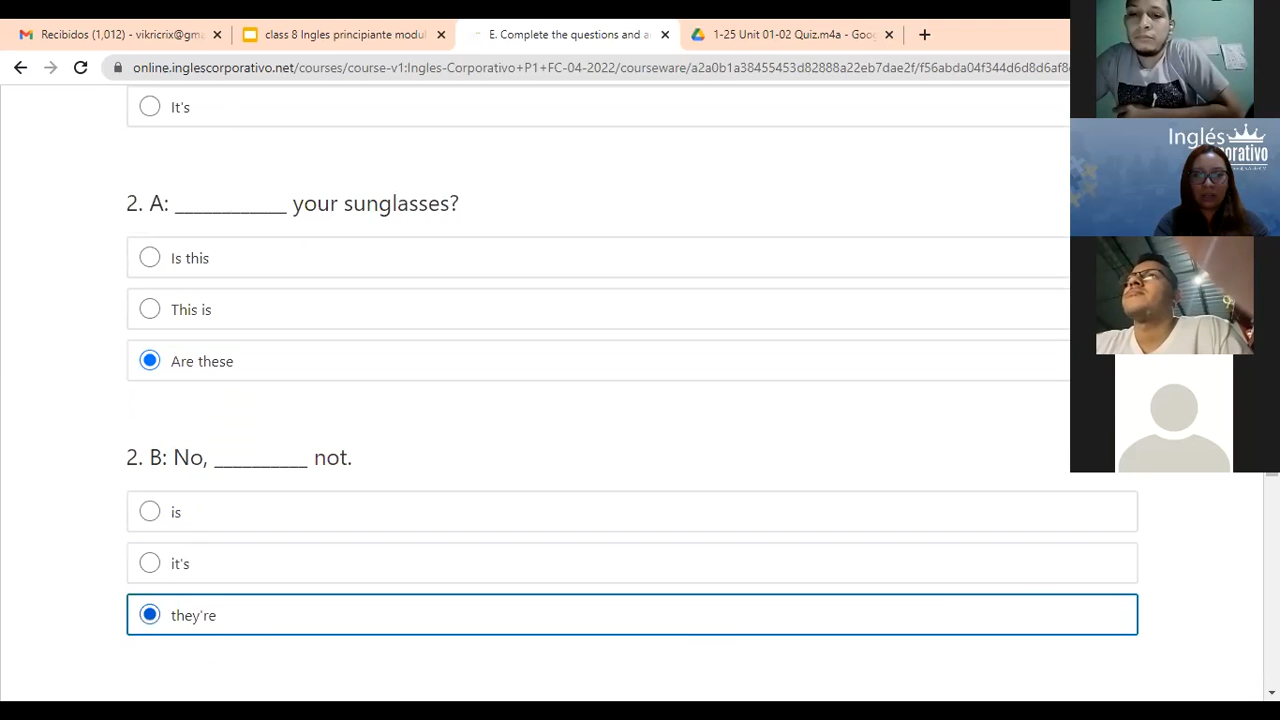 Recibidos (1,012) - vikricrix@gm
class 8 Ingles principiante modul
E. Complete the questions and a
1-25 Unit 01-02 Quiz.m4a - Goo
online.inglescorporativo.net/courses/course-v1:Ingles-Corporativo+P1+FC-04-2022/courseware/a2a0b1a38455453d82888a22eb7dae2f/f56abda04f344d6d8d6af8
Inglés
orativo
It's
2. A: ____________ your sunglasses?
Is this
This is
Are these
2. B: No, __________ not.
is
it's
they're